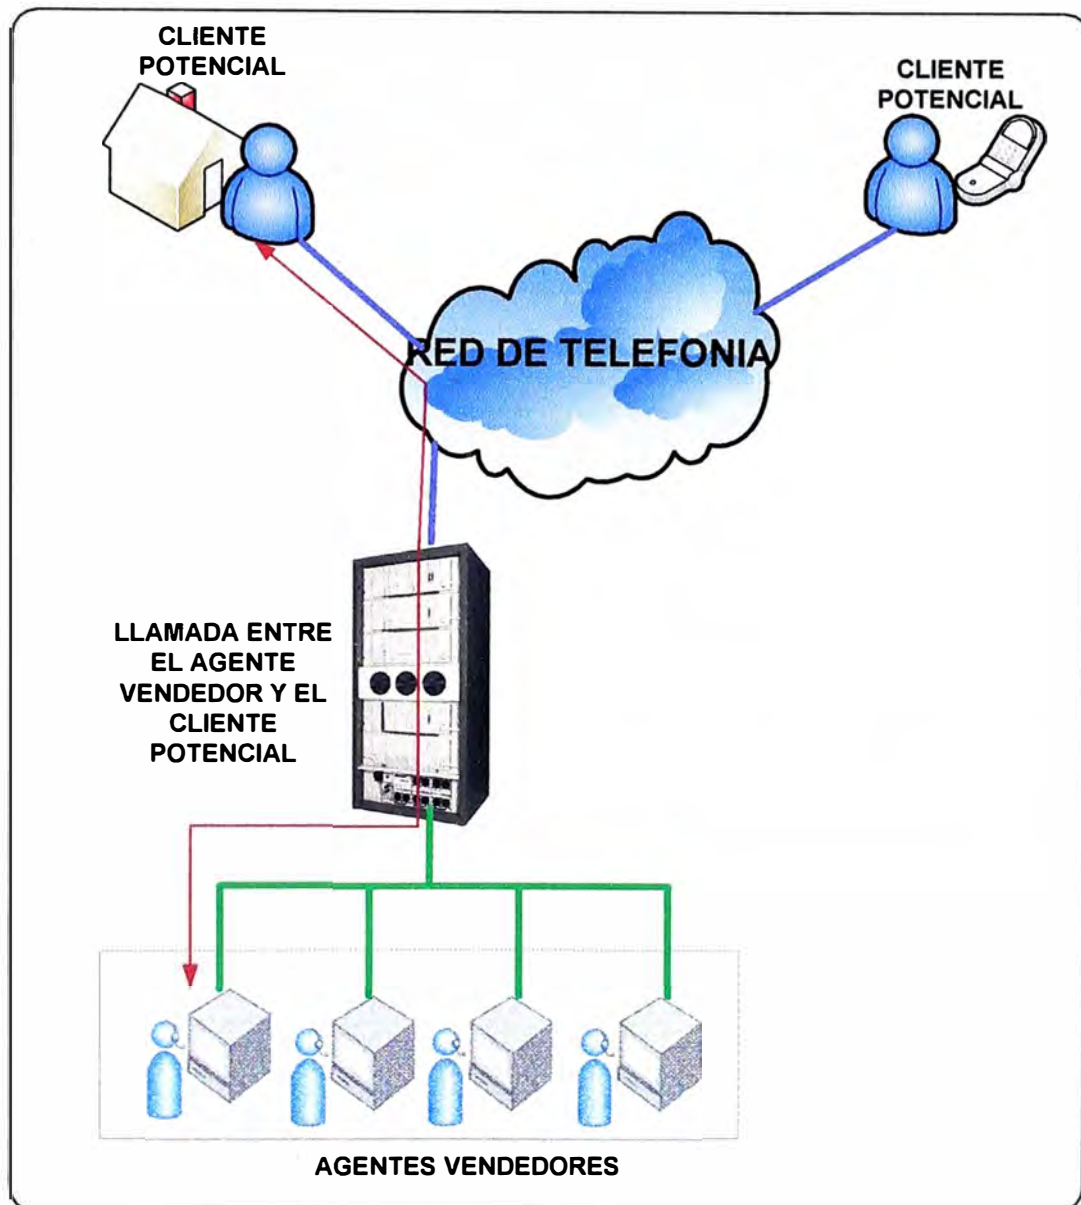 CLIENTE
POTENCIAL
CLIENTE
POTENCIAL
RED DE TELEFONIA
LLAMADA ENTRE
EL AGENTE
VENDEDOR Y EL
CLIENTE
POTENCIAL
AGENTES VENDEDORES